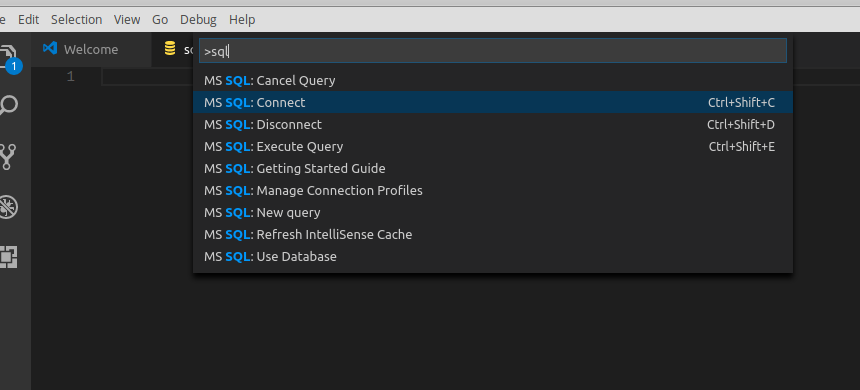 Edit Selection View Go Debug Help
Welcome
>sql
1
1
MS SQL: Cancel Query
MS SQL: Connect Ctrl+Shift+C
MS SQL: Disconnect Ctrl+Shift+D
MS SQL: Execute Query Ctrl+Shift+E
MS SQL: Getting Started Guide
MS SQL: Manage Connection Profiles
MS SQL: New query
MS SQL: Refresh IntelliSense Cache
MS SQL: Use Database